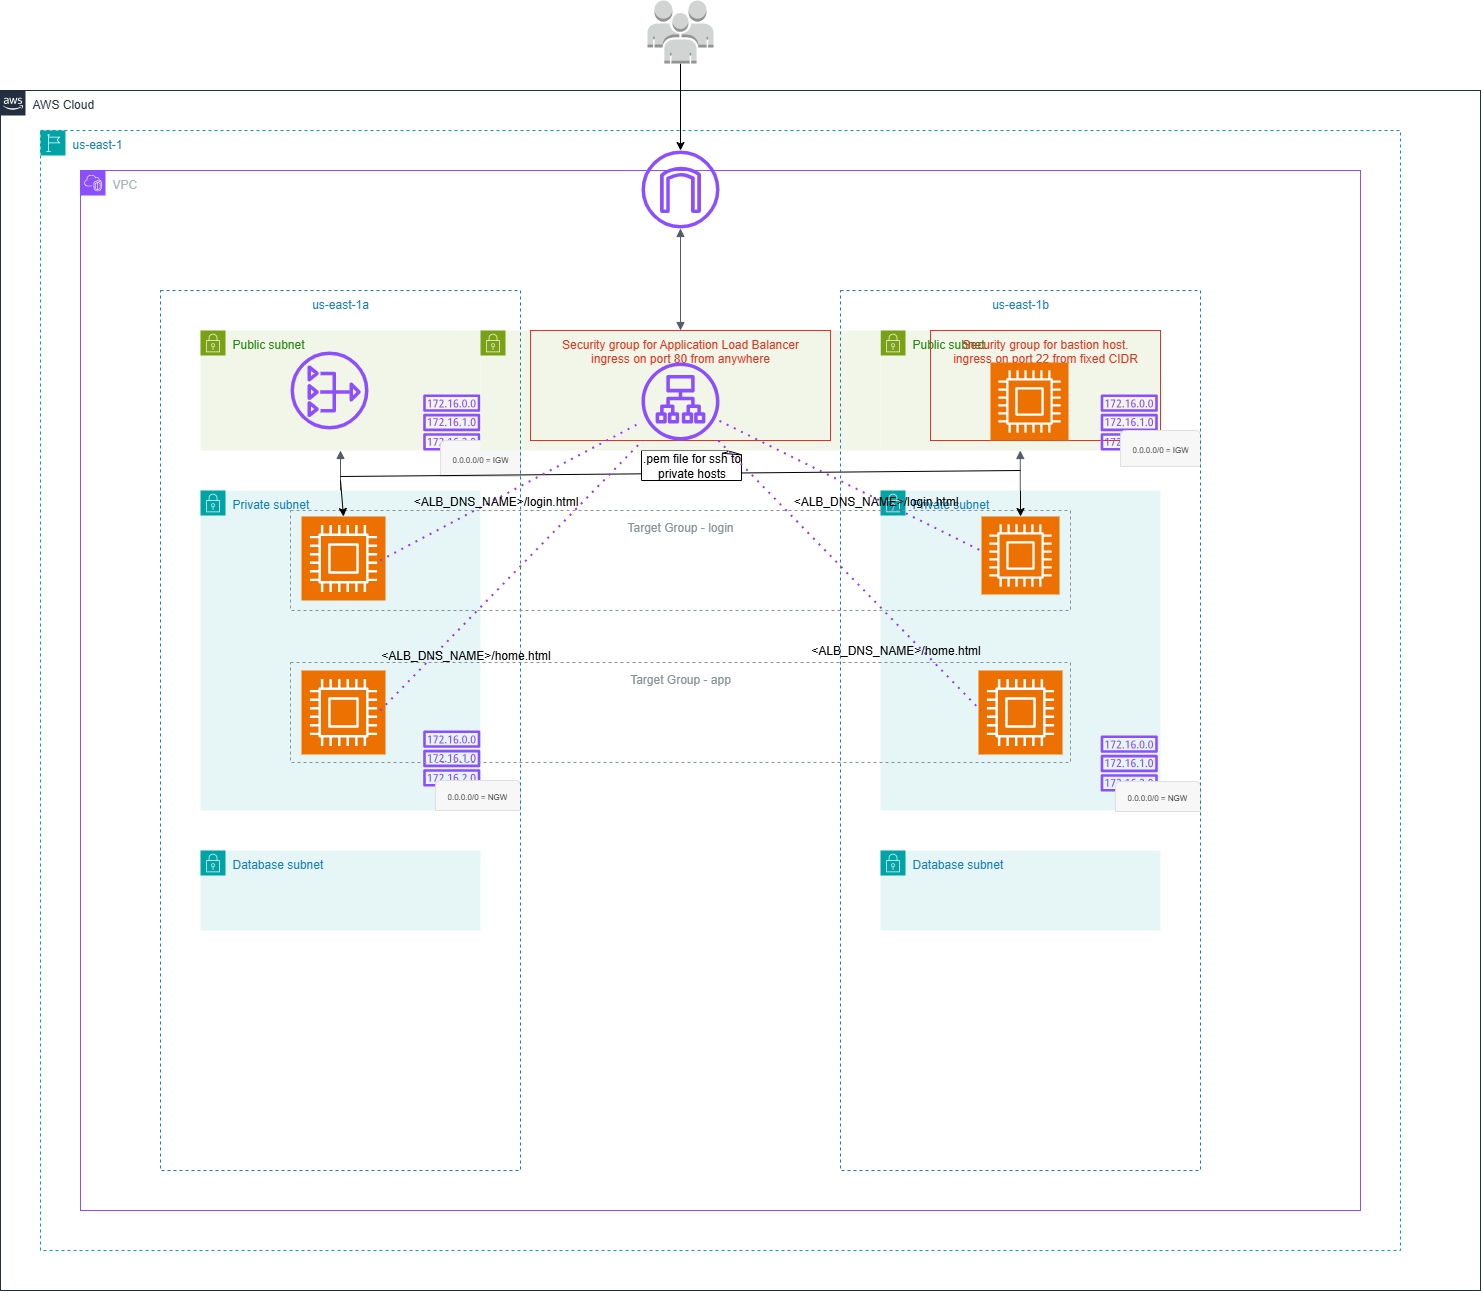 aws
AWS Cloud
us-east-1
VPC
us-east-1a
us-east-1b
Public subnet
Security group for Application Load Balancer
ingress on port 80 from anywhere
Public subnet
Security group for bastion host.
ingress on port 22 from fixed CIDR
172.16.0.0
172.16.1.0
172.16.2.0
0.0.0.0/0 = IGW
172.16.0.0
172.16.1.0
0.0.0.0/0 = IGW
.pem file for ssh to
private hosts
Private subnet
<ALB_DNS_NAME>/login.html
<ALB_DNS_NAME>/login.html
Private subnet
Target Group - login
<ALB_DNS_NAME>/home.html
<ALB_DNS_NAME>/home.html
Target Group - app
172.16.0.0
172.16.1.0
172.16.2.0
0.0.0.0/0 = NGW
172.16.0.0
172.16.1.0
0.0.0.0/0 = NGW
Database subnet
Database subnet